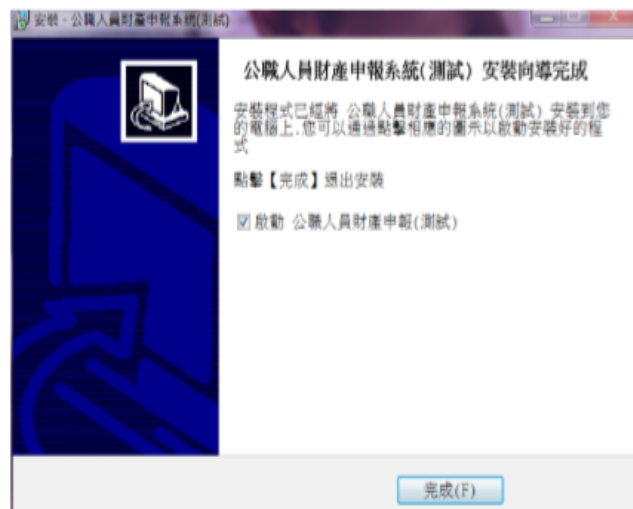 安裝 - 公職人員財產申報系統(測試)
公職人員財產申報系統(測試) 安裝向導完成
安裝程式已經將 公職人員財產申報系統(測試) 安裝到您
的電腦上.您可以通過點擊相應的圖示以啟動安裝好的程
式
點擊【完成】退出安裝
啟動 公職人員財產申報(測試)
完成(F)